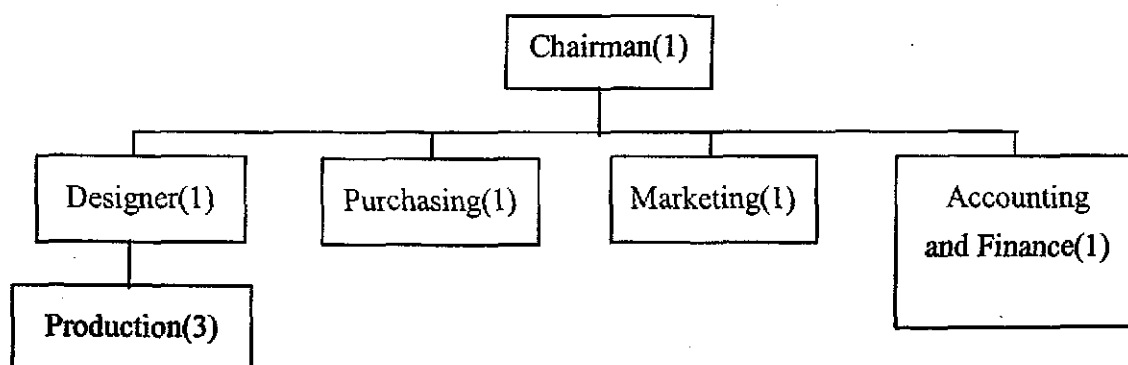 Chairman(1)
Designer(1)
Purchasing(1)
Marketing(1)
Accounting
and Finance(1)
Production(3)